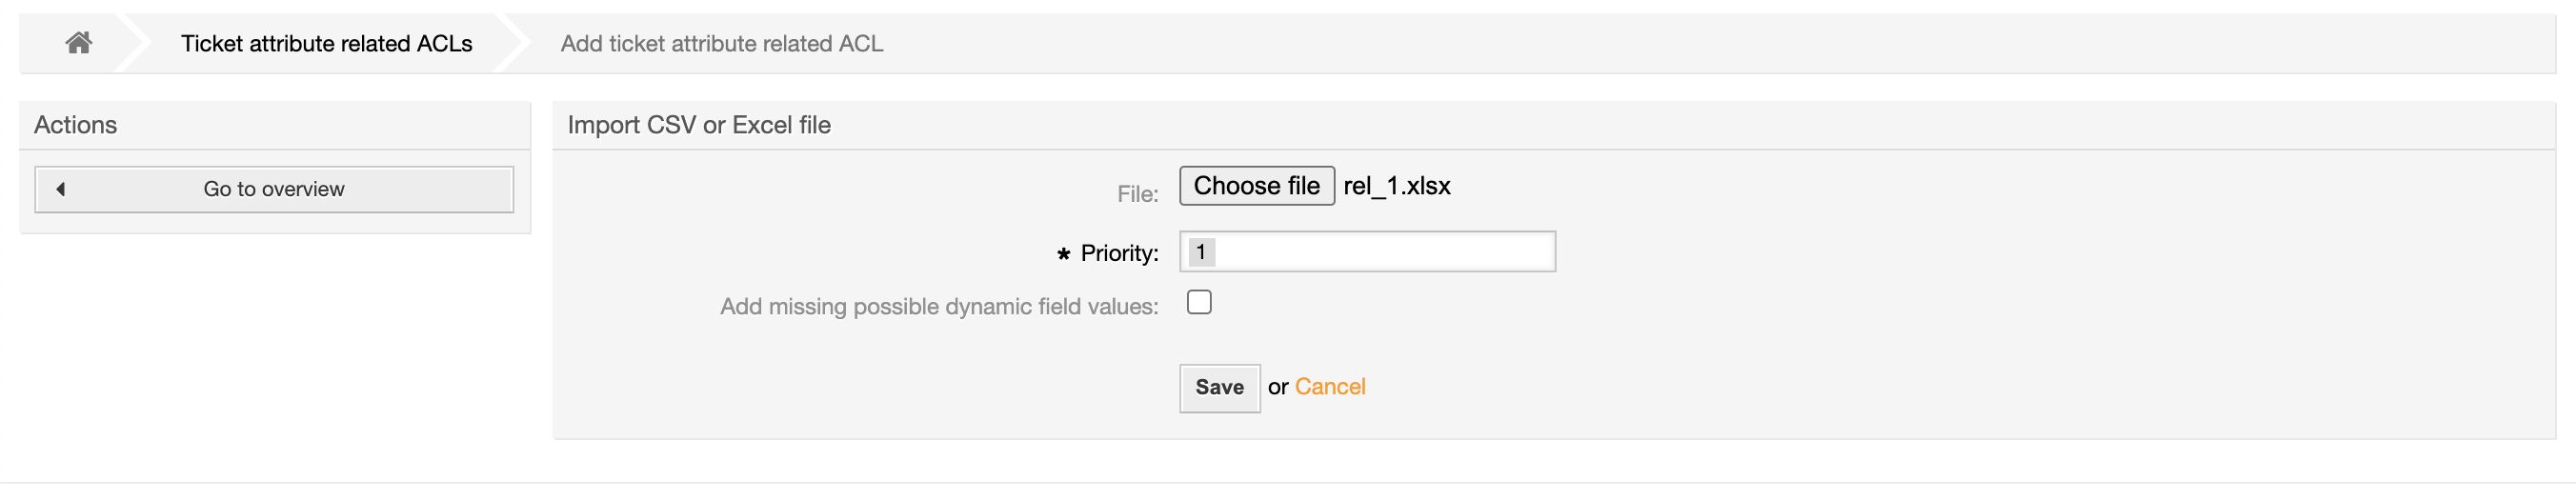 Ticket attribute related ACLs
Add ticket attribute related ACL
Actions
Go to overview
Import CSV or Excel file
File: Choose file rel_1.xlsx
* Priority: 1
Add missing possible dynamic field values:
Save or Cancel